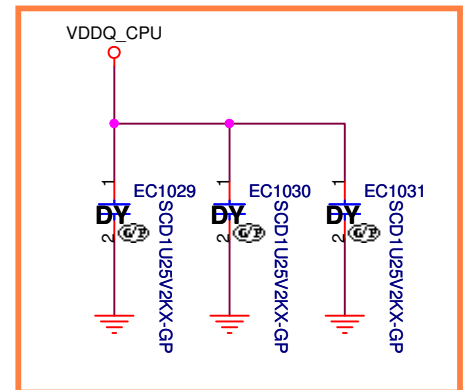 VDDQ_CPU
1
EC1029
DY
G/P
2
SCD1U25V2KX-GP
1
EC1030
DY
G/P
2
SCD1U25V2KX-GP
1
EC1031
DY
G/P
2
SCD1U25V2KX-GP